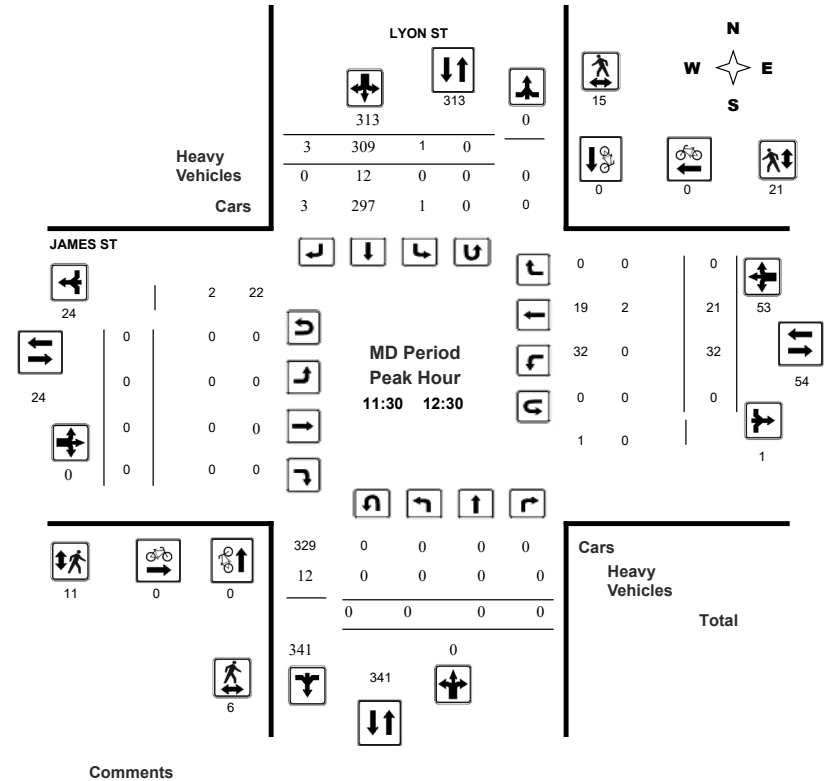 LYON ST
N
W E
S
313
15
313 0
3 309 1 0
Heavy
Vehicles
0 12 0 0 0
Cars 3 297 1 0 0
0 0 21
JAMES ST
24
2 22
0 0 0
19 2 21 53
0 0 0
24
MD Period
Peak Hour
11:30 12:30
32 0 32
54
0 0 0
0 0 0
0
0 0 0
1 0
1
0 0 0
329 0 0 0 0
Cars
12 0 0 0 0
Heavy
Vehicles
11 0 0
0 0 0 0
Total
341 0
341
6
Comments